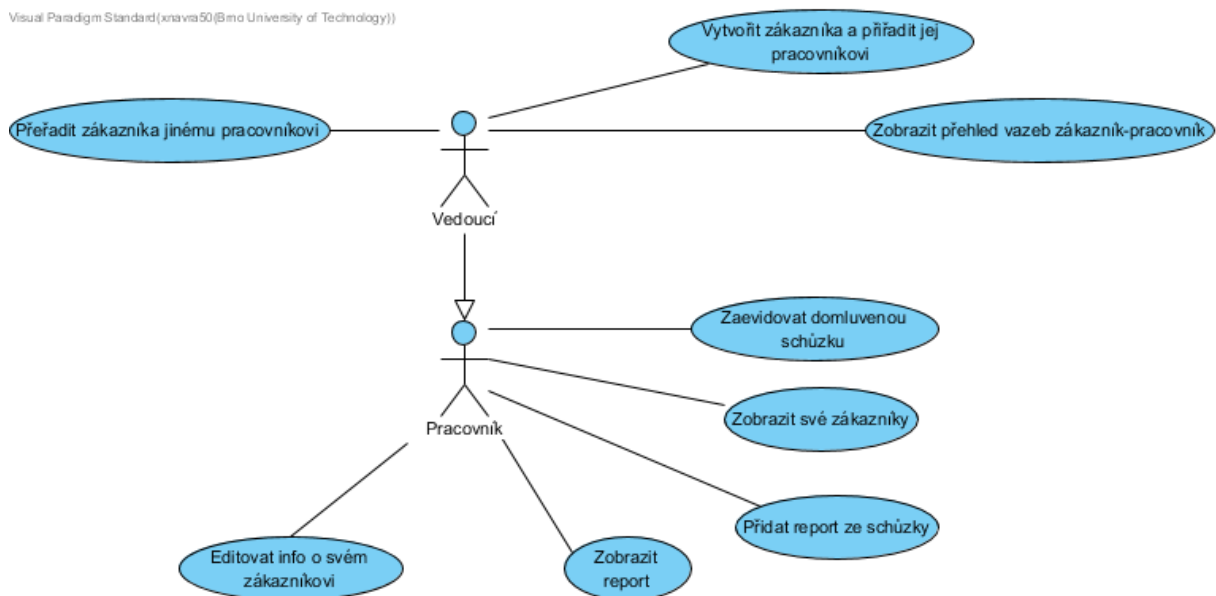 Visual Paradigm Standard(xnavra50(Brno University of Technology))
Vytvořit zákazníka a přiřadit jej
pracovníkovi
Přeřadit zákazníka jinému pracovníkovi
Zobrazit přehled vazeb zákazník-pracovník
Vedoucí
Zaevidovat domluvenou
schůzku
Zobrazit své zákazníky
Pracovník
Přidat report ze schůzky
Editovat info o svém
zákazníkovi
Zobrazit
report